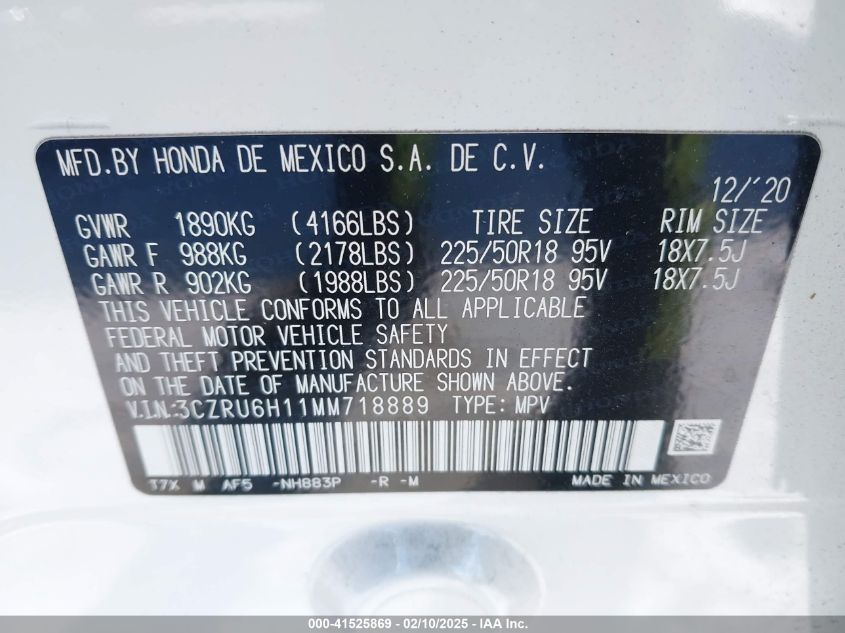 MFD.BY HONDA DE MEXICO S.A. DE C.V.
12/'20
GVWR 1890KG (4166LBS) TIRE SIZE RIM SIZE
GAWR F 988KG (2178LBS) 225/50R18 95V 18X7.5J
GAWR R 902KG (1988LBS) 225/50R18 95V 18X7.5J
THIS VEHICLE CONFORMS TO ALL APPLICABLE
FEDERAL MOTOR VEHICLE SAFETY
AND THEFT PREVENTION STANDARDS IN EFFECT
ON THE DATE OF MANUFACTURE SHOWN ABOVE.
V.I.N:3CZRU6H11MM718889 TYPE: MPV
37X M AF5 -NH883P -R -M MADE IN MEXICO
000-41525869 - 02/10/2025 - IAA Inc.